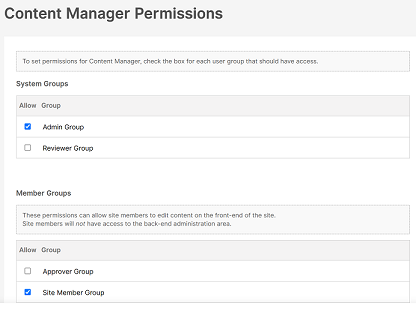 Content Manager Permissions
To set permissions for Content Manager, check the box for each user group that should have access.
System Groups
Allow Group
Admin Group
Reviewer Group
Member Groups
These permissions can allow site members to edit content on the front-end of the site.
Site members will not have access to the back-end administration area.
Allow Group
Approver Group
Site Member Group